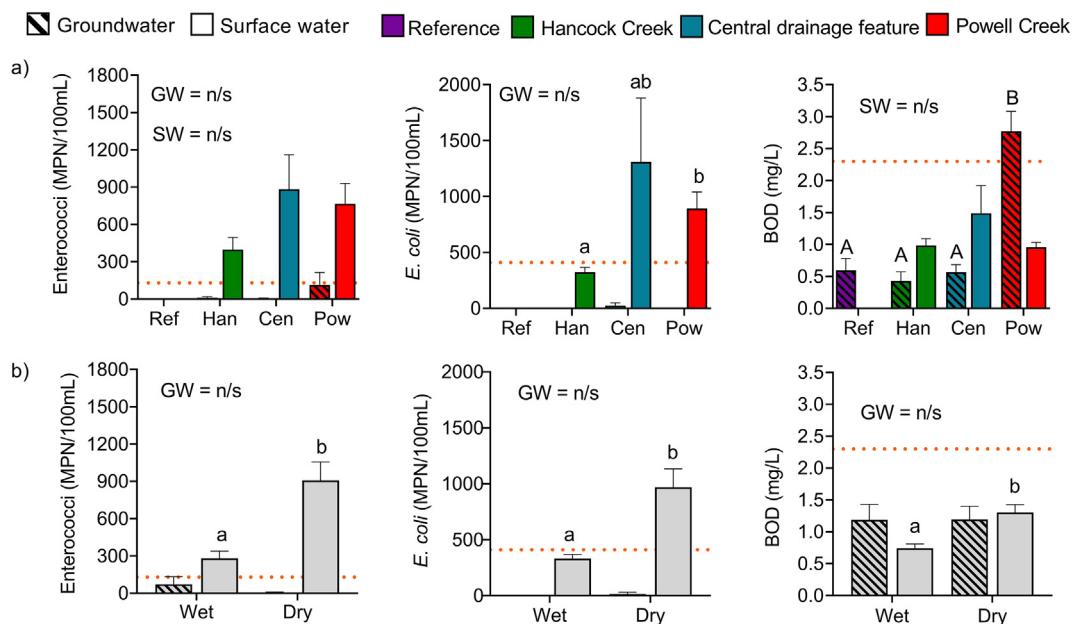 Groundwater Surface water Reference Hancock Creek Central drainage feature Powell Creek
a)
Enterococci (MPN/100mL)
1800
1500
1200
900
600
300
0
GW = n/s
SW = n/s
Ref Han Cen Pow
E. coli (MPN/100mL)
2000
1500
1000
500
0
GW = n/s
a
ab
b
Ref Han Cen Pow
BOD (mg/L)
3.5
3.0
2.5
2.0
1.5
1.0
0.5
0.0
SW = n/s
A
A
A
B
Ref Han Cen Pow
b)
Enterococci (MPN/100mL)
1800
1500
1200
900
600
300
0
GW = n/s
a
b
Wet Dry
E. coli (MPN/100mL)
2000
1500
1000
500
0
GW = n/s
a
b
Wet Dry
BOD (mg/L)
3.5
3.0
2.5
2.0
1.5
1.0
0.5
0.0
GW = n/s
a
b
Wet Dry